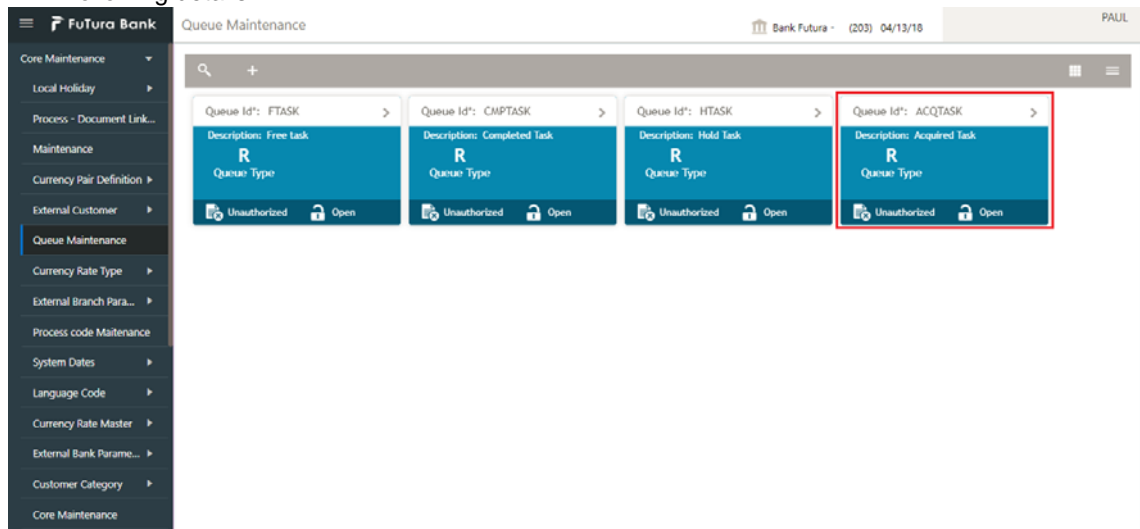 FuTura Bank
Queue Maintenance
Bank Futura - (203) 04/13/18
PAUL
Core Maintenance
Local Holiday
Process - Document Link...
Maintenance
Currency Pair Definition
External Customer
Queue Maintenance
Currency Rate Type
External Branch Para...
Process code Maitenance
System Dates
Language Code
Currency Rate Master
External Bank Parame...
Customer Category
Core Maintenance
Queue Id*: FTASK
Description: Free task
R
Queue Type
Unauthorized Open
Queue Id*: CMPTASK
Description: Completed Task
R
Queue Type
Unauthorized Open
Queue Id*: HTASK
Description: Hold Task
R
Queue Type
Unauthorized Open
Queue Id*: ACQTASK
Description: Acquired Task
R
Queue Type
Unauthorized Open